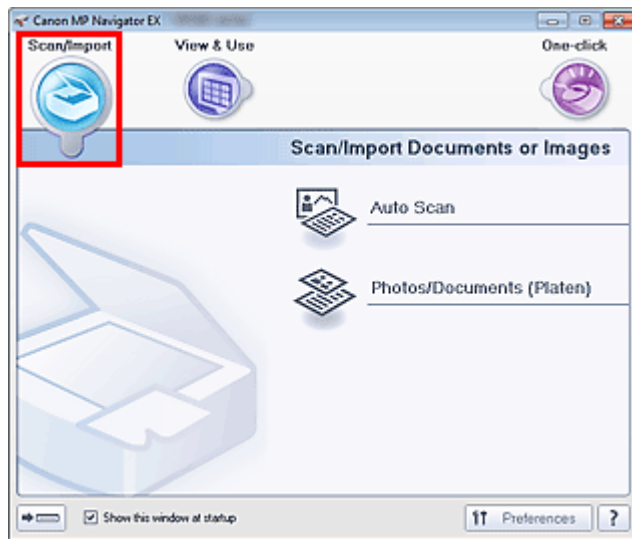 Canon MP Navigator EX
Scan/Import
View & Use
One-click
Scan/Import Documents or Images
Auto Scan
Photos/Documents (Platen)
Show this window at startup
Preferences
?